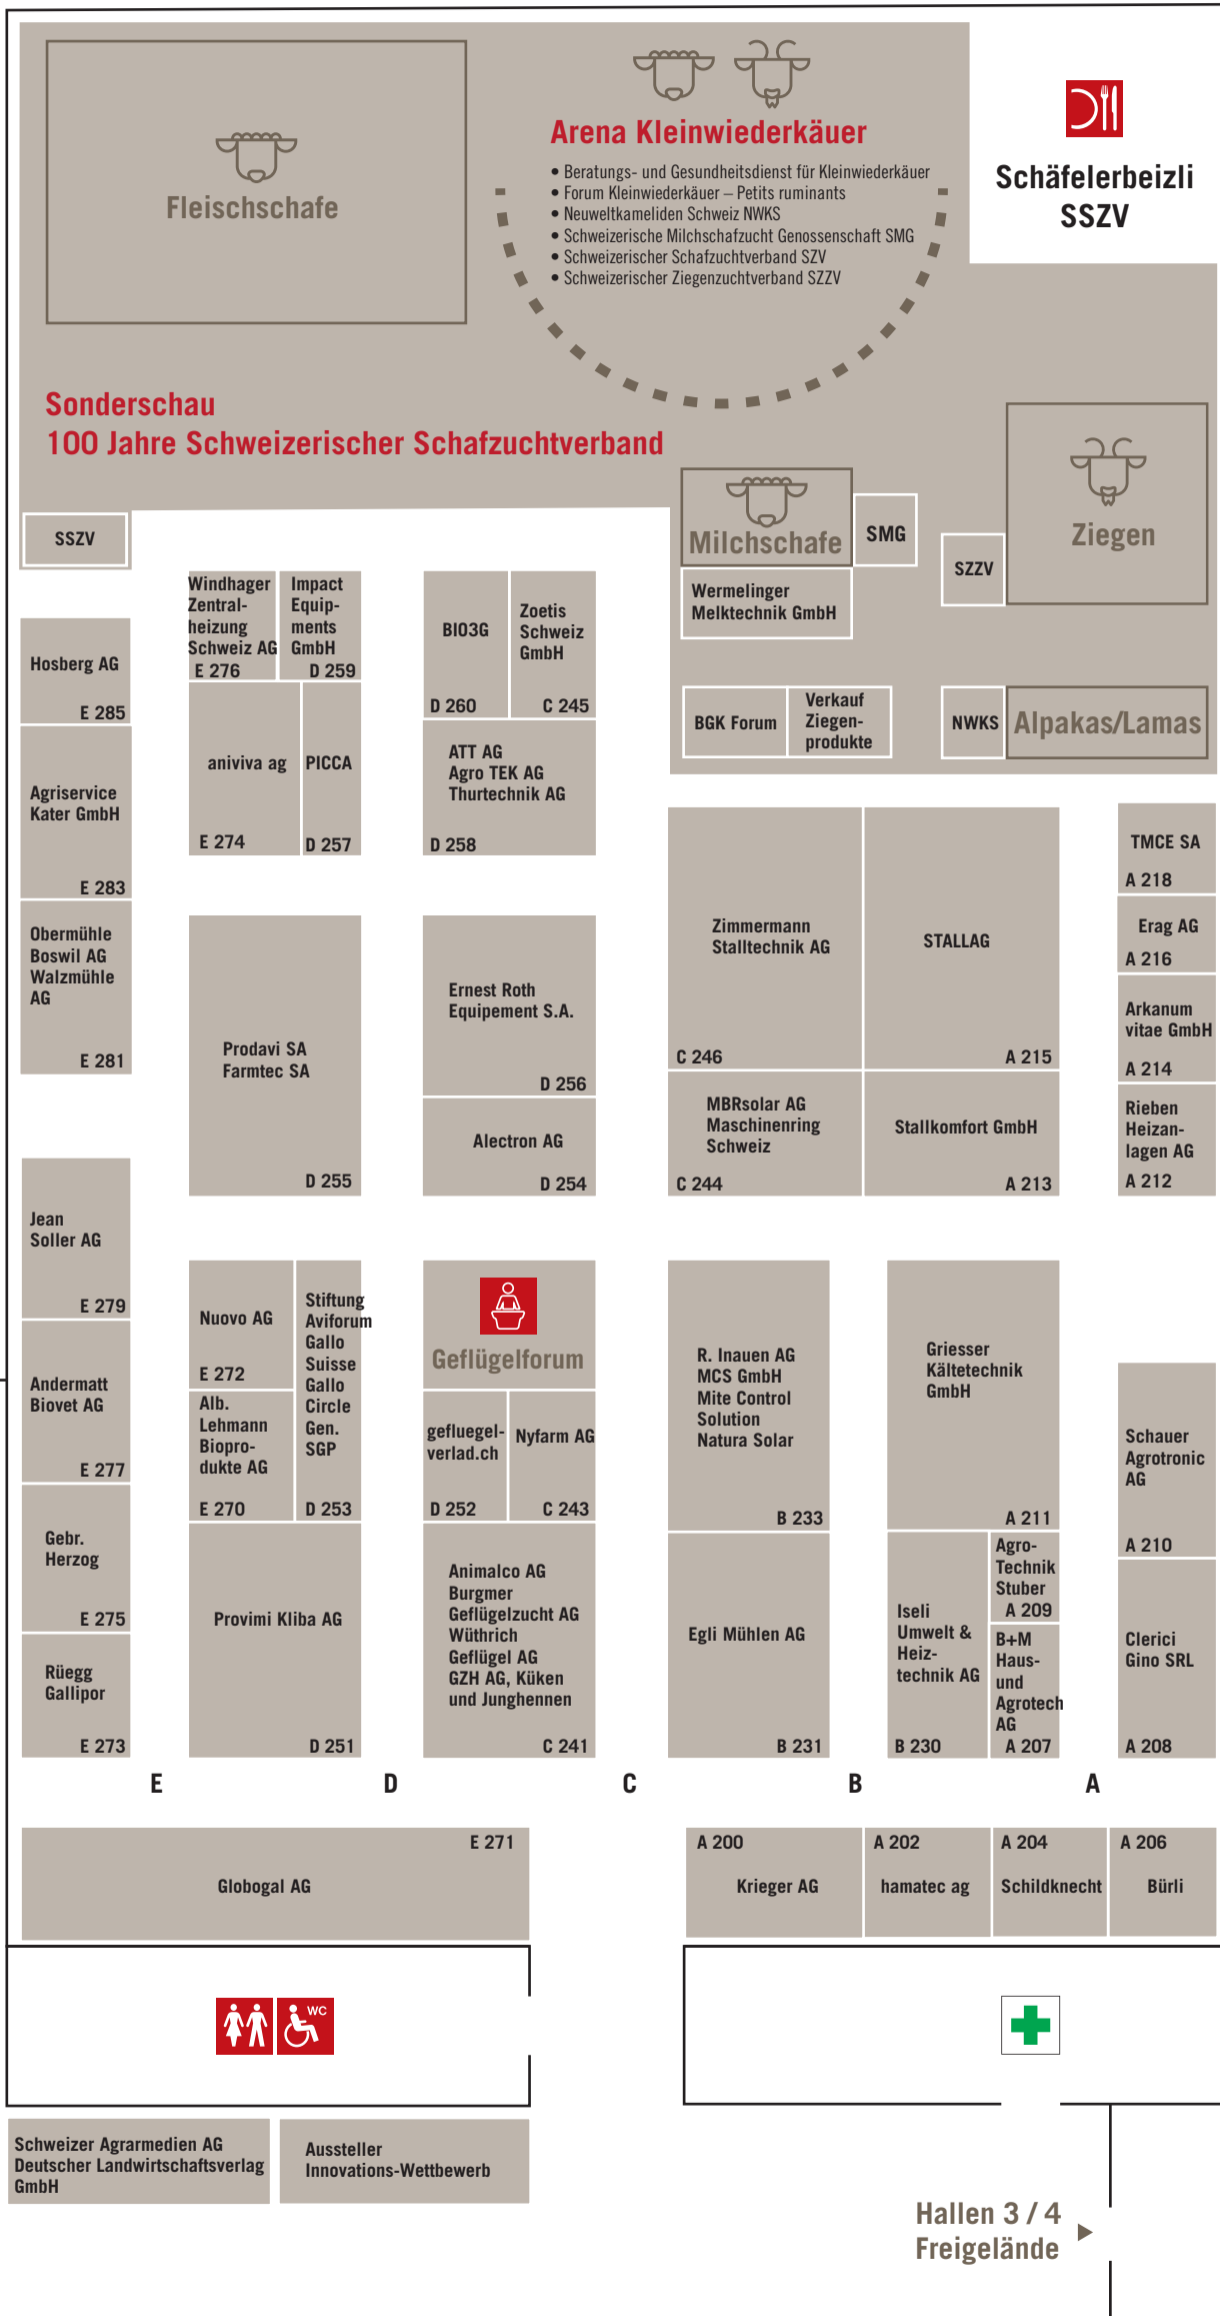 Fleischschafe
Arena Kleinwiederkäuer
• Beratungs- und Gesundheitsdienst für Kleinwiederkäuer
• Forum Kleinwiederkäuer – Petits ruminants
• Neuweltkameliden Schweiz NWKS
• Schweizerische Milchschafzucht Genossenschaft SMG
• Schweizerischer Schafzuchtverband SZV
• Schweizerischer Ziegenzuchtverband SZZV
Schäfelerbeizli
SSZV
Sonderschau
100 Jahre Schweizerischer Schafzuchtverband
Ziegen
Milchschafe
SMG
SZZV
Wermelinger
Melktechnik GmbH
BGK Forum
Verkauf
Ziegen-
produkte
NWKS
Alpakas/Lamas
SSZV
Hosberg AG
E 285
Agriservice
Kater GmbH
E 283
Obermühle
Boswil AG
Walzmühle
AG
E 281
Windhager
Zentral-
heizung
Schweiz AG
E 276
Impact
Equip-
ments
GmbH
D 259
aniviva ag
E 274
PICCA
D 257
BIO3G
D 260
Zoetis
Schweiz
GmbH
C 245
ATT AG
Agro TEK AG
Thurtechnik AG
D 258
Prodavi SA
Farmtec SA
D 255
Ernest Roth
Equipement S.A.
D 256
Alectron AG
D 254
Zimmermann
Stalltechnik AG
C 246
STALLAG
A 215
MBRsolar AG
Maschinenring
Schweiz
C 244
Stallkomfort GmbH
A 213
TMCE SA
A 218
Erag AG
A 216
Arkanum
vitae GmbH
A 214
Rieben
Heizan-
lagen AG
A 212
Jean
Soller AG
E 279
Andermatt
Biovet AG
E 277
Gebr.
Herzog
E 275
Rüegg
Gallipor
E 273
Nuovo AG
E 272
Alb.
Lehmann
Biopro-
dukte AG
E 270
Stiftung
Aviforum
Gallo
Suisse
Gallo
Circle
Gen.
SGP
D 253
Provimi Kliba AG
D 251
Geflügelforum
gefluegel-
verlad.ch
D 252
Nyfarm AG
C 243
Animalco AG
Burgmer
Geflügelzucht AG
Wüthrich
Geflügel AG
GZH AG, Küken
und Junghennen
C 241
R. Inauen AG
MCS GmbH
Mite Control
Solution
Natura Solar
B 233
Egli Mühlen AG
B 231
Griesser
Kältetechnik
GmbH
A 211
Iseli
Umwelt &
Heiz-
technik AG
B 230
Agro-
Technik
Stuber
A 209
B+M
Haus-
und
Agrotech
AG
A 207
Schauer
Agrotronic
AG
A 210
Clerici
Gino SRL
A 208
E D C B A
E 271
Globogal AG
A 200
Krieger AG
A 202
hamatec ag
A 204
Schildknecht
A 206
Bürli
WC
Schweizer Agrarmedien AG
Deutscher Landwirtschaftsverlag
GmbH
Aussteller
Innovations-Wettbewerb
Hallen 3 / 4
Freigelände